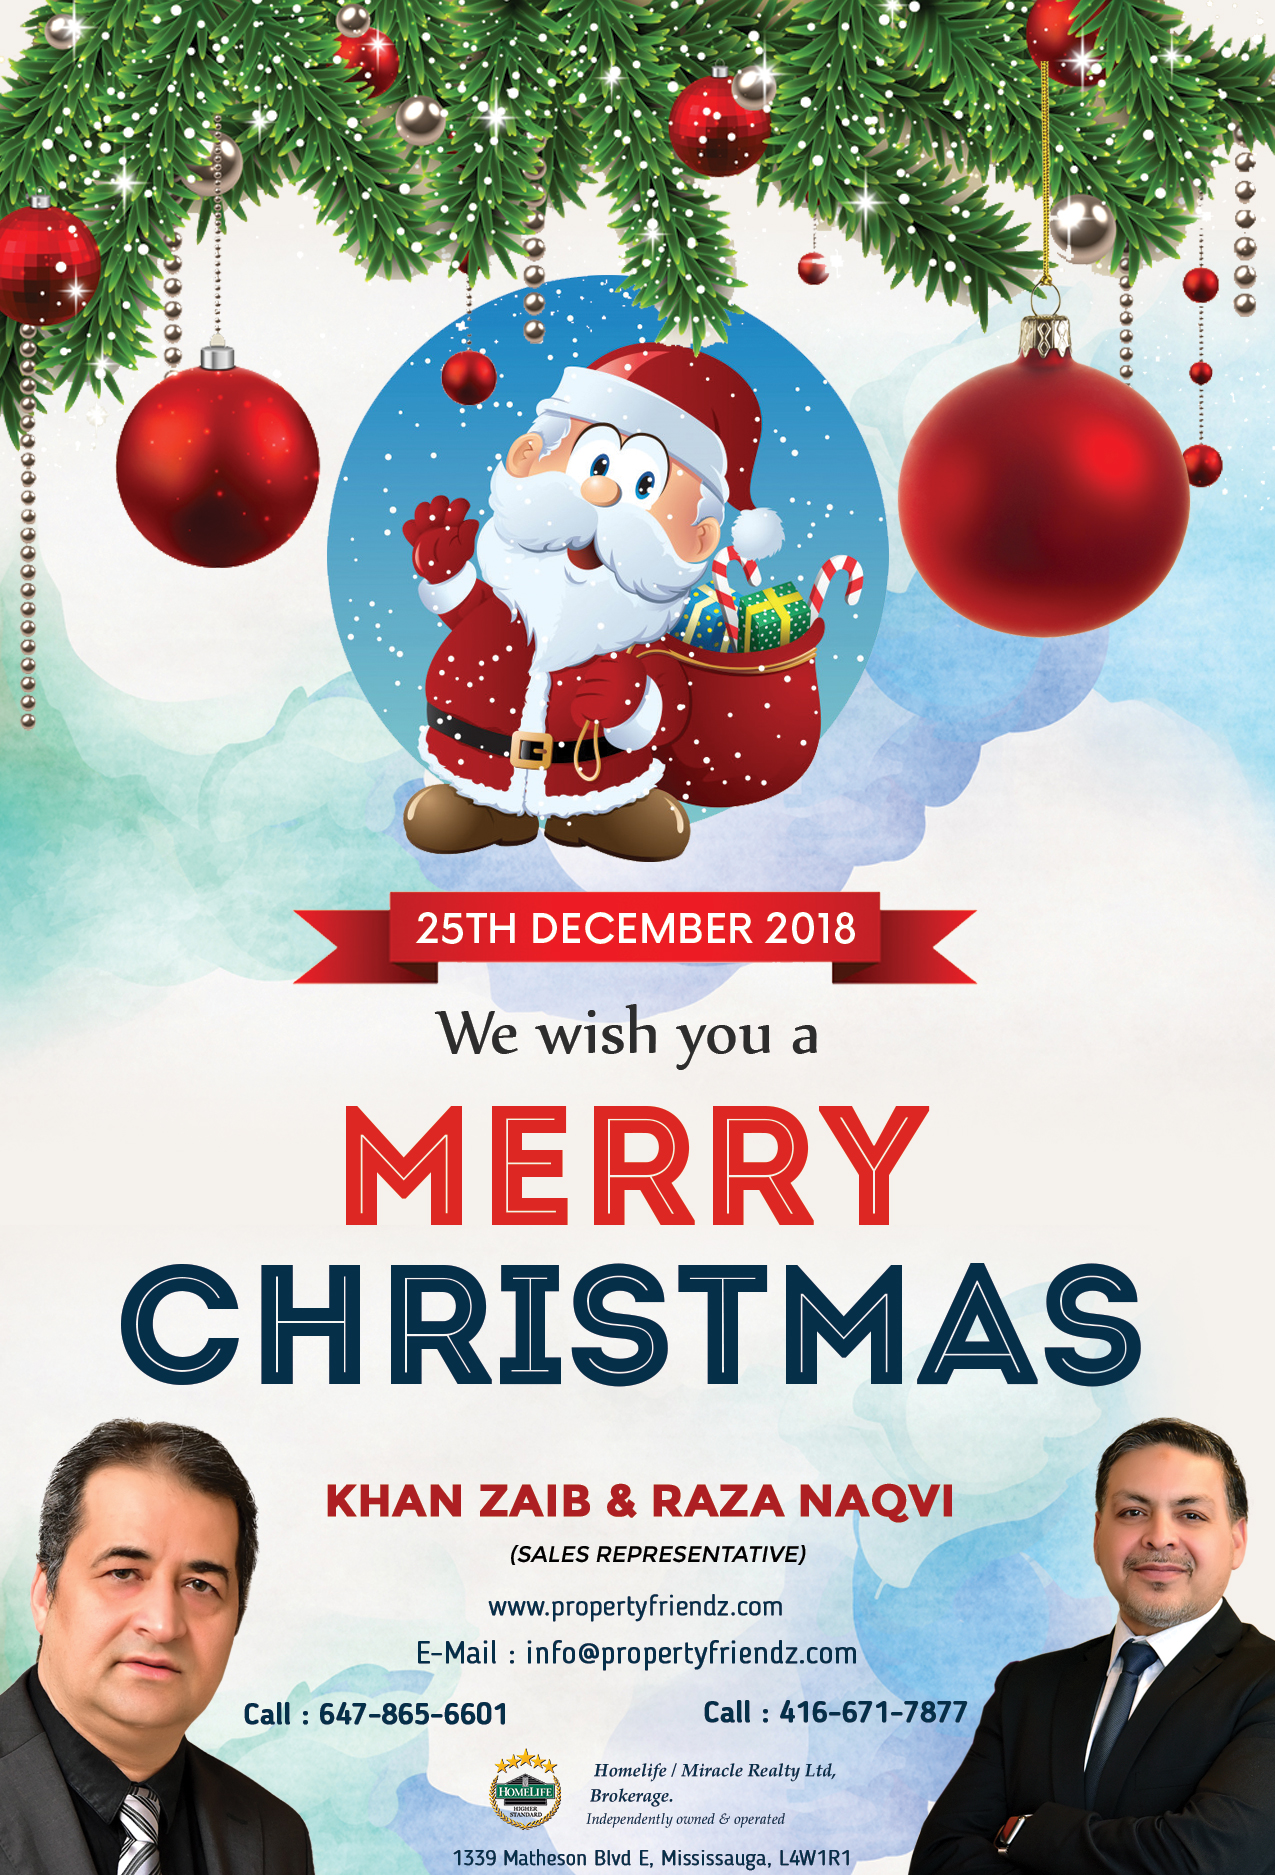 25TH DECEMBER 2018
We wish you a
MERRY
CHRISTMAS
KHAN ZAIB & RAZA NAQVI
(SALES REPRESENTATIVE)
www.propertyfriendz.com
E-Mail : info@propertyfriendz.com
Call : 647-865-6601
Call : 416-671-7877
HOMELIFE
HIGHER
STANDARD
Homelife / Miracle Realty Ltd,
Brokerage.
Independently owned & operated
1339 Matheson Blvd E, Mississauga, L4W1R1